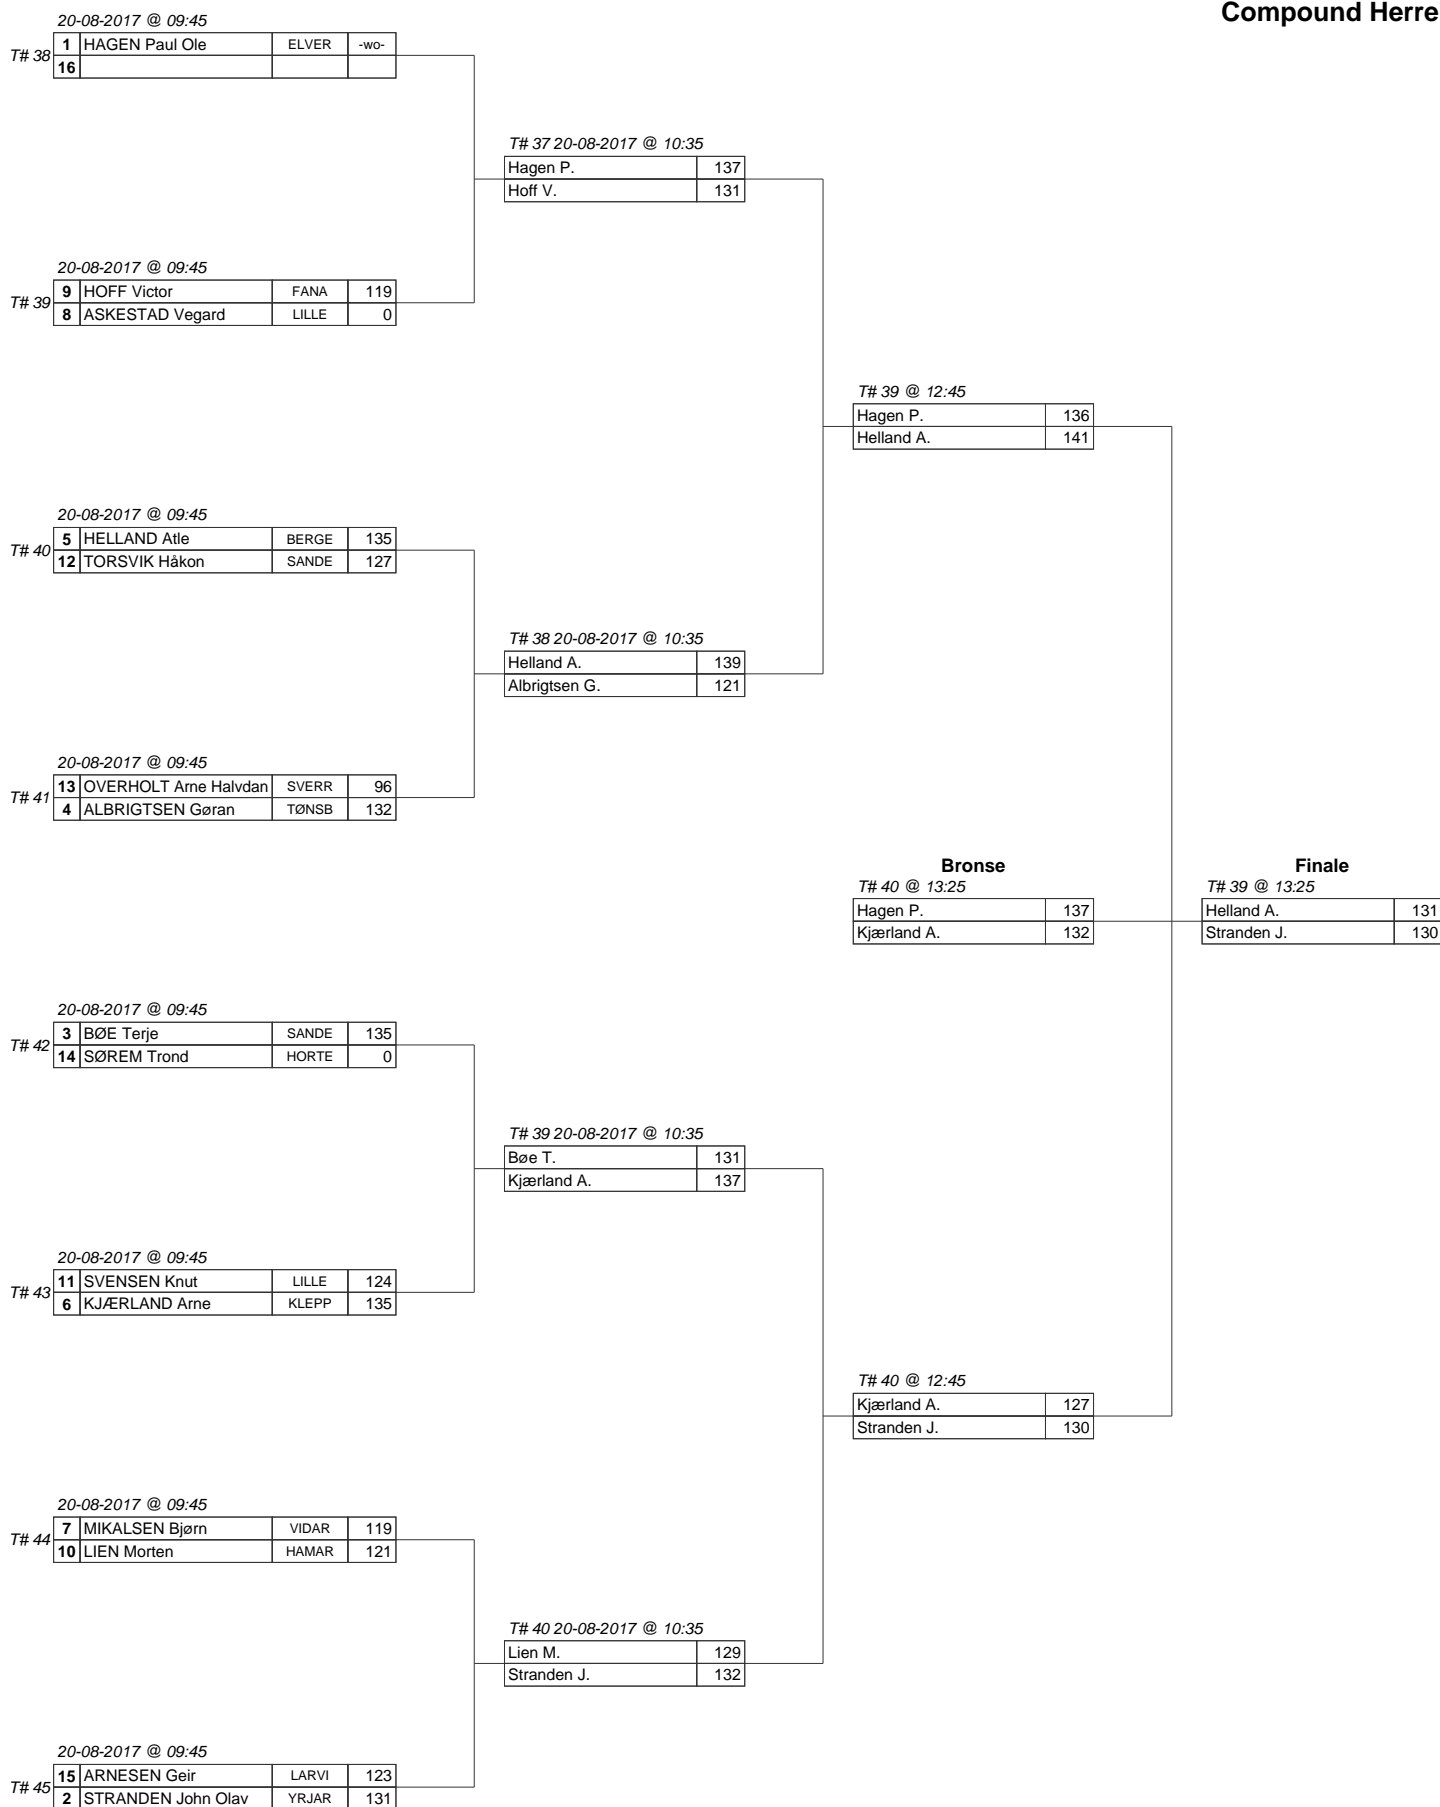 Compound Herre
20-08-2017 @ 09:45
T# 38
1 HAGEN Paul Ole ELVER -wo-
16
T# 37 20-08-2017 @ 10:35
Hagen P. 137
Hoff V. 131
20-08-2017 @ 09:45
T# 39
9 HOFF Victor FANA 119
8 ASKESTAD Vegard LILLE 0
T# 39 @ 12:45
Hagen P. 136
Helland A. 141
20-08-2017 @ 09:45
T# 40
5 HELLAND Atle BERGE 135
12 TORSVIK Håkon SANDE 127
T# 38 20-08-2017 @ 10:35
Helland A. 139
Albrigtsen G. 121
20-08-2017 @ 09:45
T# 41
13 OVERHOLT Arne Halvdan SVERR 96
4 ALBRIGTSEN Gøran TØNSB 132
Bronse
T# 40 @ 13:25
Hagen P. 137
Kjærland A. 132
Finale
T# 39 @ 13:25
Helland A. 131
Stranden J. 130
20-08-2017 @ 09:45
T# 42
3 BØE Terje SANDE 135
14 SØREM Trond HORTE 0
T# 39 20-08-2017 @ 10:35
Bøe T. 131
Kjærland A. 137
20-08-2017 @ 09:45
T# 43
11 SVENSEN Knut LILLE 124
6 KJÆRLAND Arne KLEPP 135
T# 40 @ 12:45
Kjærland A. 127
Stranden J. 130
20-08-2017 @ 09:45
T# 44
7 MIKALSEN Bjørn VIDAR 119
10 LIEN Morten HAMAR 121
T# 40 20-08-2017 @ 10:35
Lien M. 129
Stranden J. 132
20-08-2017 @ 09:45
T# 45
15 ARNESEN Geir LARVI 123
2 STRANDEN John Olav YRJAR 131